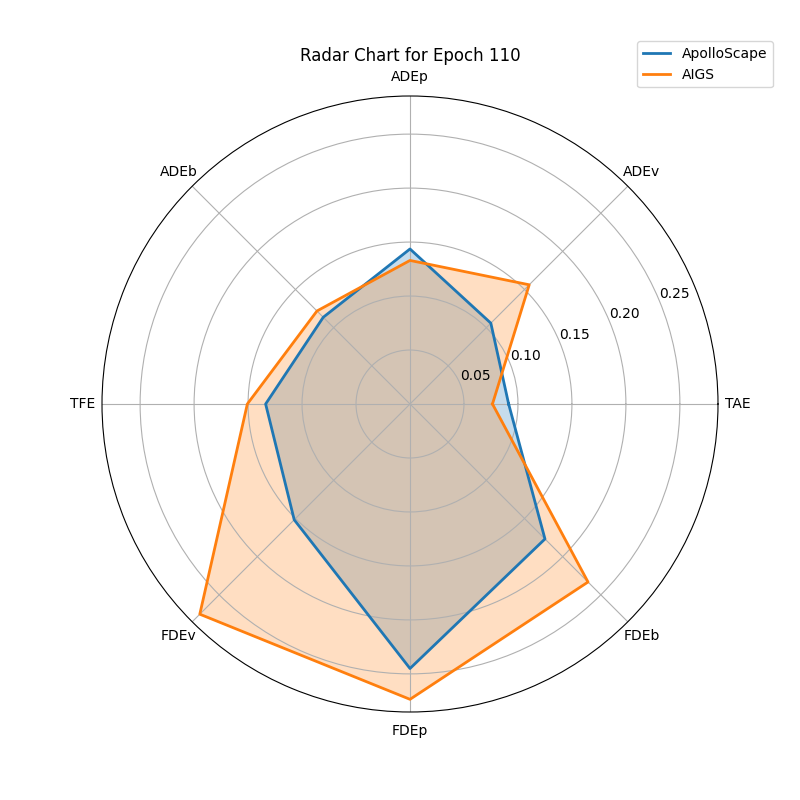 Radar Chart for Epoch 110
ApolloScape
AIGS
ADEp
ADEb
ADEv
0.25
0.20
0.15
0.10
0.05
TFE
TAE
FDEv
FDEb
FDEp